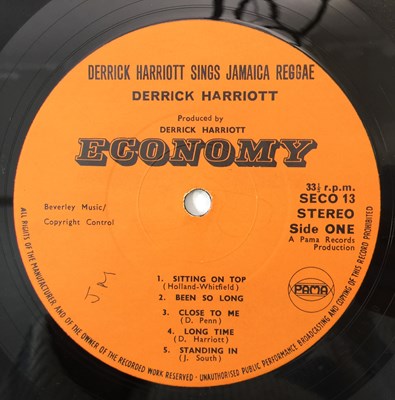 DERRICK HARRIOTT SINGS JAMAICA REGGAE
DERRICK HARRIOTT
Produced by
DERRICK HARRIOTT
ECONOMY
Beverley Music/
Copyright Control
33⅓ r.p.m.
SECO 13
STEREO
Side ONE
A Pama Records
Production
1. SITTING ON TOP
(Holland-Whitfield)
2. BEEN SO LONG
3. CLOSE TO ME
(D. Penn)
4. LONG TIME
(D. Harriott)
5. STANDING IN
(J. South)
PAMA
ALL RIGHTS OF THE MANUFACTURER AND OF THE OWNER OF THE RECORDED WORK RESERVED · UNAUTHORISED PUBLIC PERFORMANCE BROADCASTING AND COPYING OF THIS RECORD PROHIBITED